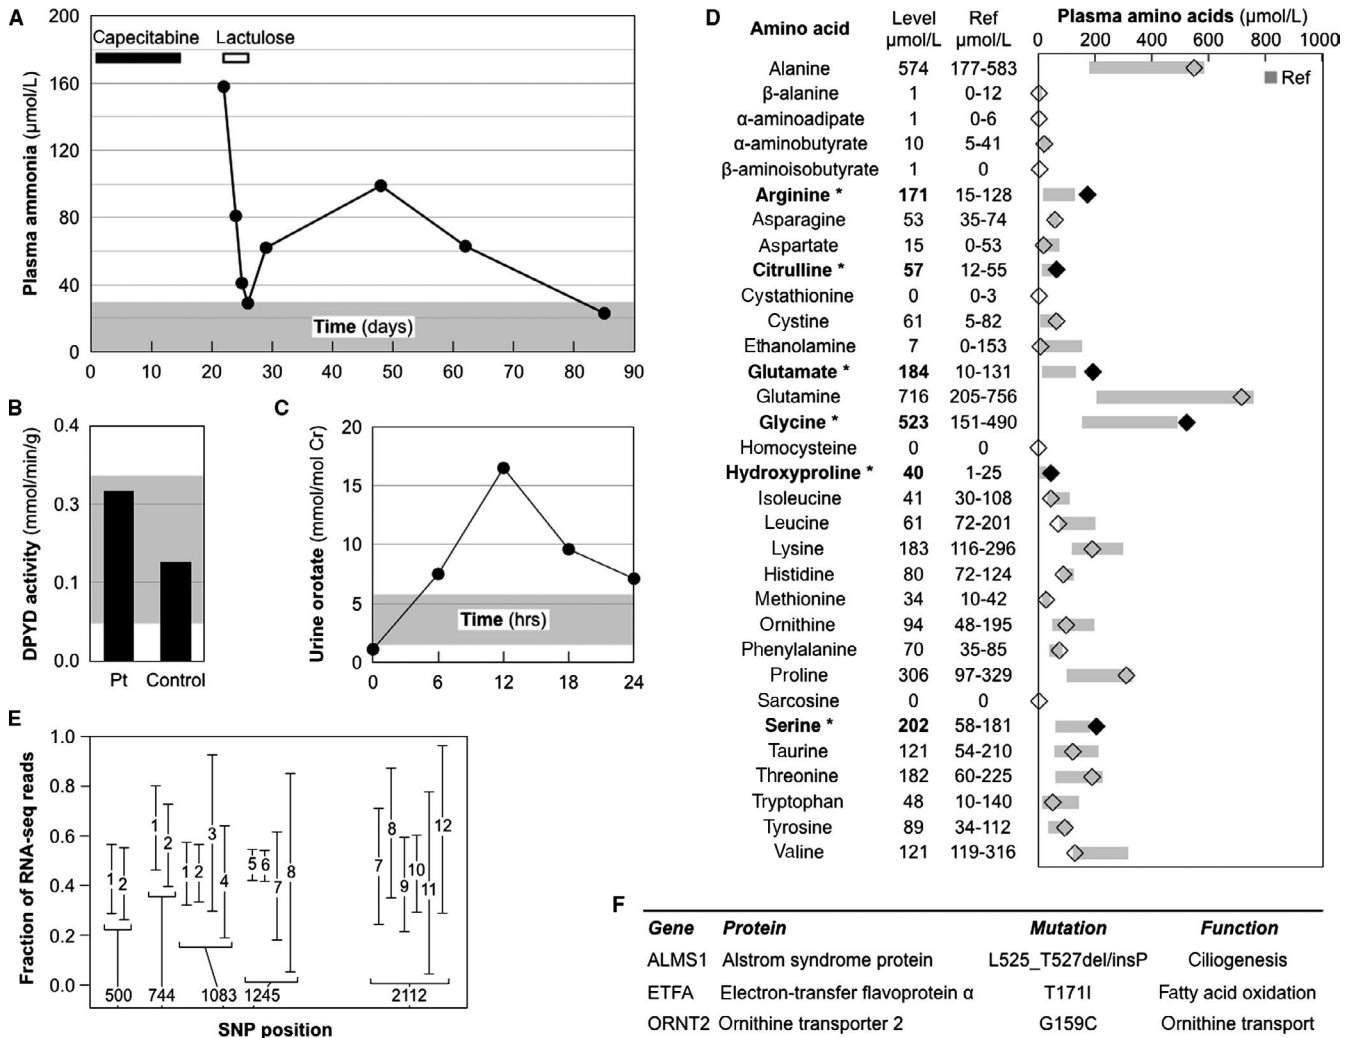 A
Plasma ammonia (µmol/L)
200
160
120
80
40
0
Capecitabine Lactulose
Time (days)
0 10 20 30 40 50 60 70 80 90
B
DPYD activity (mmol/min/g)
0.4
0.3
0.1
0.0
Pt Control
C
Urine orotate (mmol/mol Cr)
20
15
10
5
0
Time (hrs)
0 6 12 18 24
D
Amino acid Level µmol/L Ref µmol/L Plasma amino acids (µmol/L)
0 200 400 600 800 1000
Ref
Alanine 574 177-583
β-alanine 1 0-12
α-aminoadipate 1 0-6
α-aminobutyrate 10 5-41
β-aminoisobutyrate 1 0
Arginine * 171 15-128
Asparagine 53 35-74
Aspartate 15 0-53
Citrulline * 57 12-55
Cystathionine 0 0-3
Cystine 61 5-82
Ethanolamine 7 0-153
Glutamate * 184 10-131
Glutamine 716 205-756
Glycine * 523 151-490
Homocysteine 0 0
Hydroxyproline * 40 1-25
Isoleucine 41 30-108
Leucine 61 72-201
Lysine 183 116-296
Histidine 80 72-124
Methionine 34 10-42
Ornithine 94 48-195
Phenylalanine 70 35-85
Proline 306 97-329
Sarcosine 0 0
Serine * 202 58-181
Taurine 121 54-210
Threonine 182 60-225
Tryptophan 48 10-140
Tyrosine 89 34-112
Valine 121 119-316
E
Fraction of RNA-seq reads
1.0
0.8
0.6
0.4
0.2
0.0
1 2 1 2 1 2 3 4 5 6 7 8 7 8 9 10 11 12
500 744 1083 1245 2112
SNP position
F
Gene Protein Mutation Function
ALMS1 Alstrom syndrome protein L525_T527del/insP Ciliogenesis
ETFA Electron-transfer flavoprotein α T171I Fatty acid oxidation
ORNT2 Ornithine transporter 2 G159C Ornithine transport